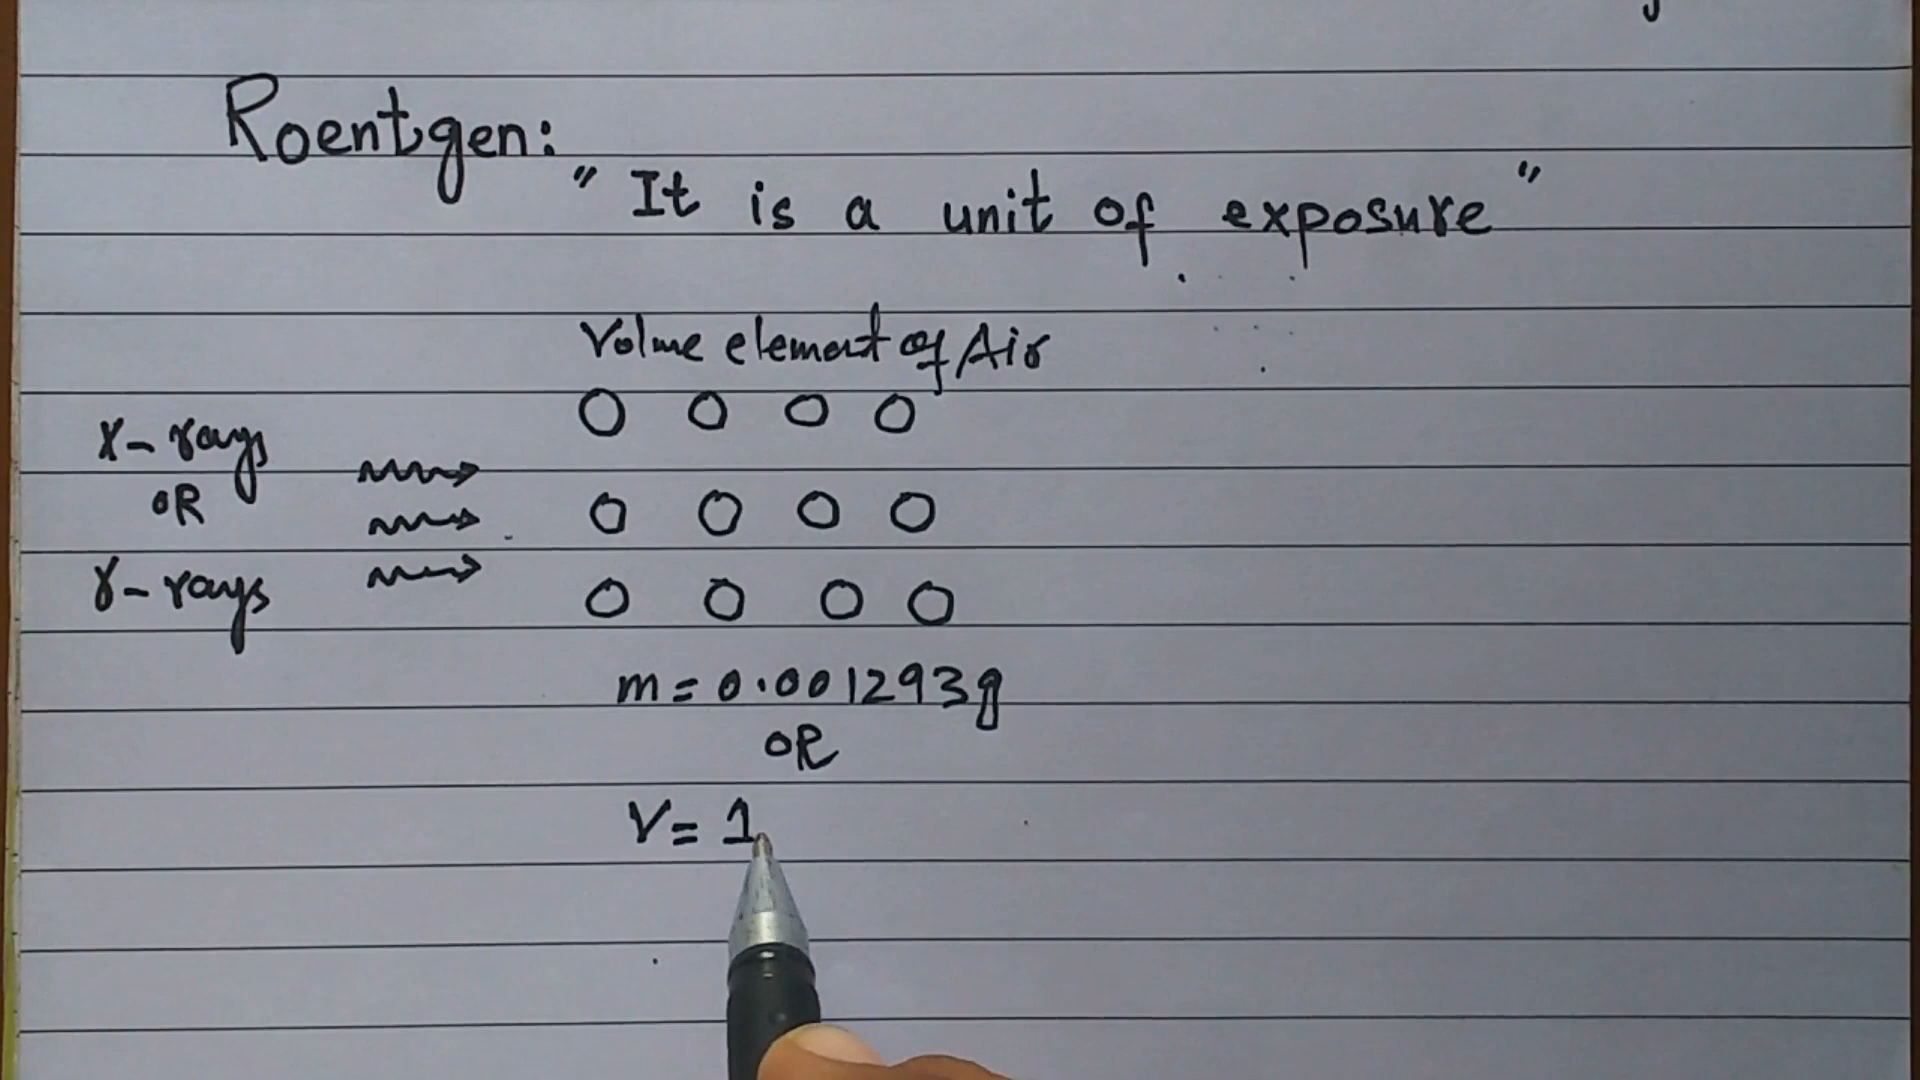 Roentgen:
" It is a unit of exposure "
Volme element of Air
X- rays
OR
γ- rays
m = 0.001293g
OR
V = 1